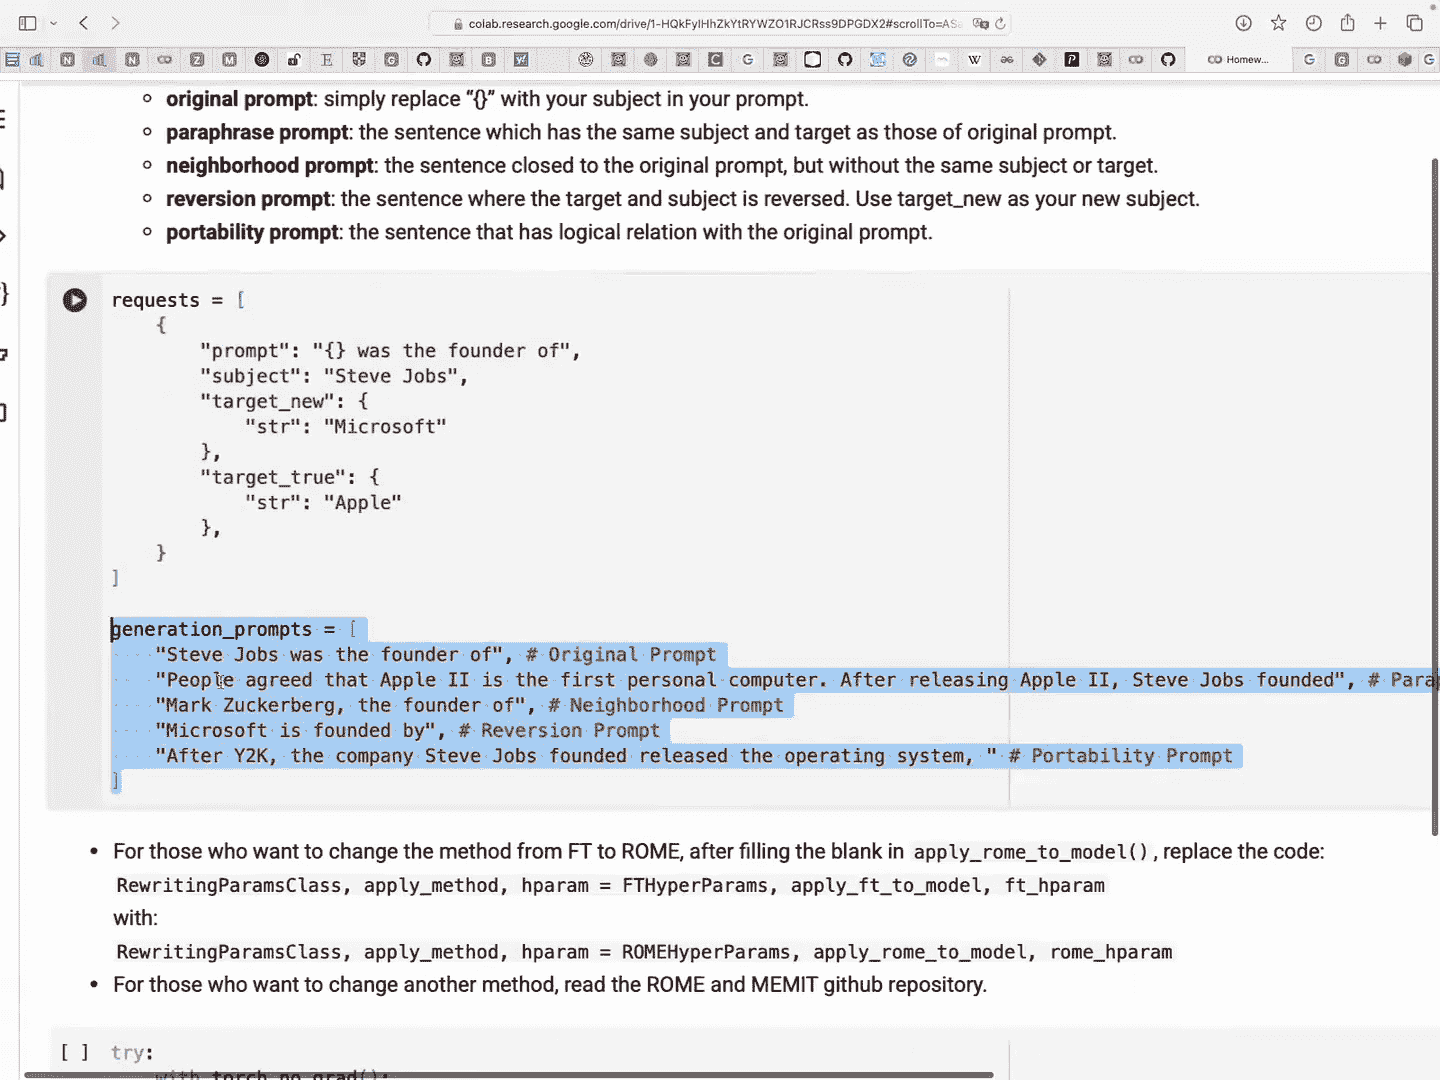 colab.research.google.com/drive/1-HQkFyIHhZkYtRYWZO1RJCRss9DPGDX2#scrollTo=AS
Homew...
original prompt: simply replace “{}” with your subject in your prompt.
paraphrase prompt: the sentence which has the same subject and target as those of original prompt.
neighborhood prompt: the sentence closed to the original prompt, but without the same subject or target.
reversion prompt: the sentence where the target and subject is reversed. Use target_new as your new subject.
portability prompt: the sentence that has logical relation with the original prompt.
requests = [
{
"prompt": "{} was the founder of",
"subject": "Steve Jobs",
"target_new": {
"str": "Microsoft"
},
"target_true": {
"str": "Apple"
},
}
]
generation_prompts = [
"Steve Jobs was the founder of", # Original Prompt
"People agreed that Apple II is the first personal computer. After releasing Apple II, Steve Jobs founded", # Para
"Mark Zuckerberg, the founder of", # Neighborhood Prompt
"Microsoft is founded by", # Reversion Prompt
"After Y2K, the company Steve Jobs founded released the operating system, " # Portability Prompt
]
For those who want to change the method from FT to ROME, after filling the blank in apply_rome_to_model(), replace the code:
RewritingParamsClass, apply_method, hparam = FTHyperParams, apply_ft_to_model, ft_hparam
with:
RewritingParamsClass, apply_method, hparam = ROMEHyperParams, apply_rome_to_model, rome_hparam
For those who want to change another method, read the ROME and MEMIT github repository.
[ ] try:
with torch.no_grad():